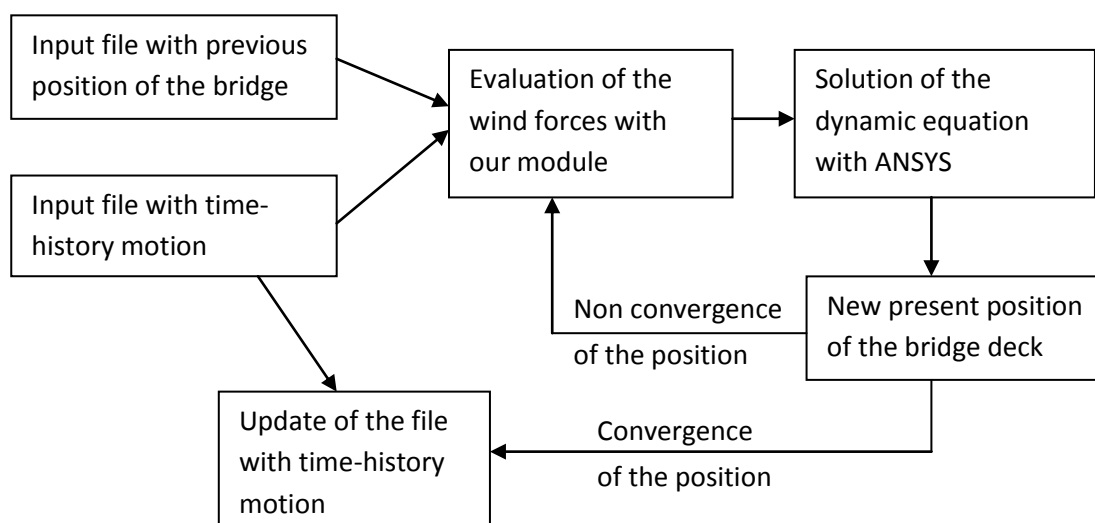 Input file with previous
position of the bridge
Evaluation of the
wind forces with
our module
Solution of the
dynamic equation
with ANSYS
Input file with time-
history motion
New present position
of the bridge deck
Non convergence
of the position
Update of the file
with time-history
motion
Convergence
of the position